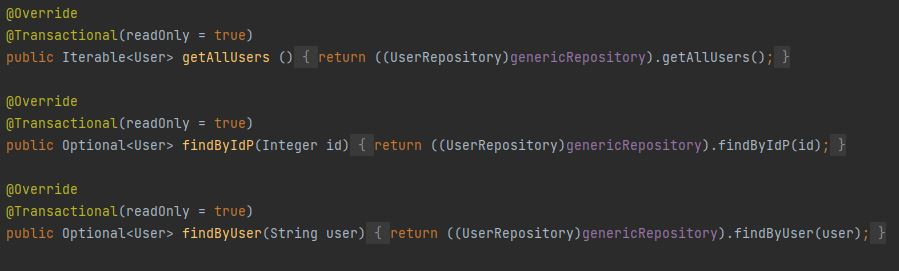 @Override
@Transactional(readOnly = true)
public Iterable<User> getAllUsers () { return ((UserRepository)genericRepository).getAllUsers(); }
@Override
@Transactional(readOnly = true)
public Optional<User> findByIdP(Integer id) { return ((UserRepository)genericRepository).findByIdP(id); }
@Override
@Transactional(readOnly = true)
public Optional<User> findByUser(String user) { return ((UserRepository)genericRepository).findByUser(user); }